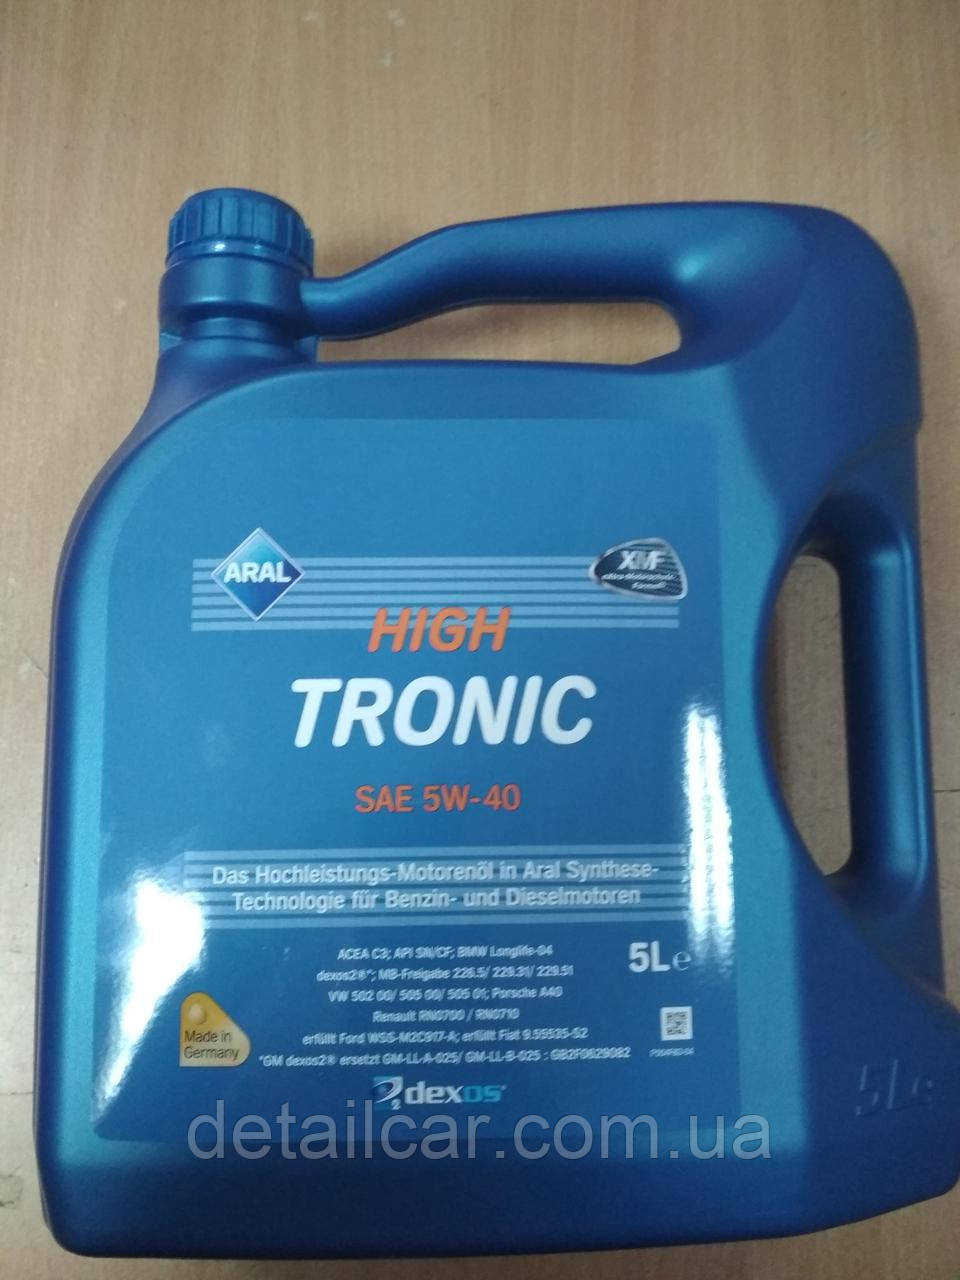 ARAL
XMF
HIGH
TRONIC
SAE 5W-40
Das Hochleistungs-Motorenöl in Aral Synthese-
Technologie für Benzin- und Dieselmotoren
ACEA C3; API SN/CF; BMW Longlife-04
dexos2®*; MB-Freigabe 226.5/ 229.31/ 229.51
VW 502 00/ 505 00/ 505 01; Porsche A40
Renault RN0700 / RN0710
erfüllt Ford WSS-M2C917-A; erfüllt Fiat 9.55535-S2
*GM dexos2® ersetzt GM-LL-A-025/ GM-LL-B-025 : GB2F0629082
5L e
Made in
Germany
2 dexos®
5L e
detailcar.com.ua